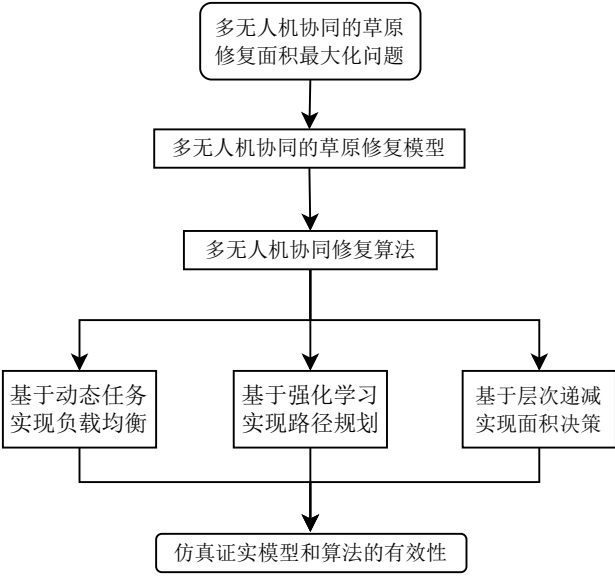 多无人机协同的草原
修复面积最大化问题
多无人机协同的草原修复模型
多无人机协同修复算法
基于动态任务
实现负载均衡
基于强化学习
实现路径规划
基于层次递减
实现面积决策
仿真证实模型和算法的有效性